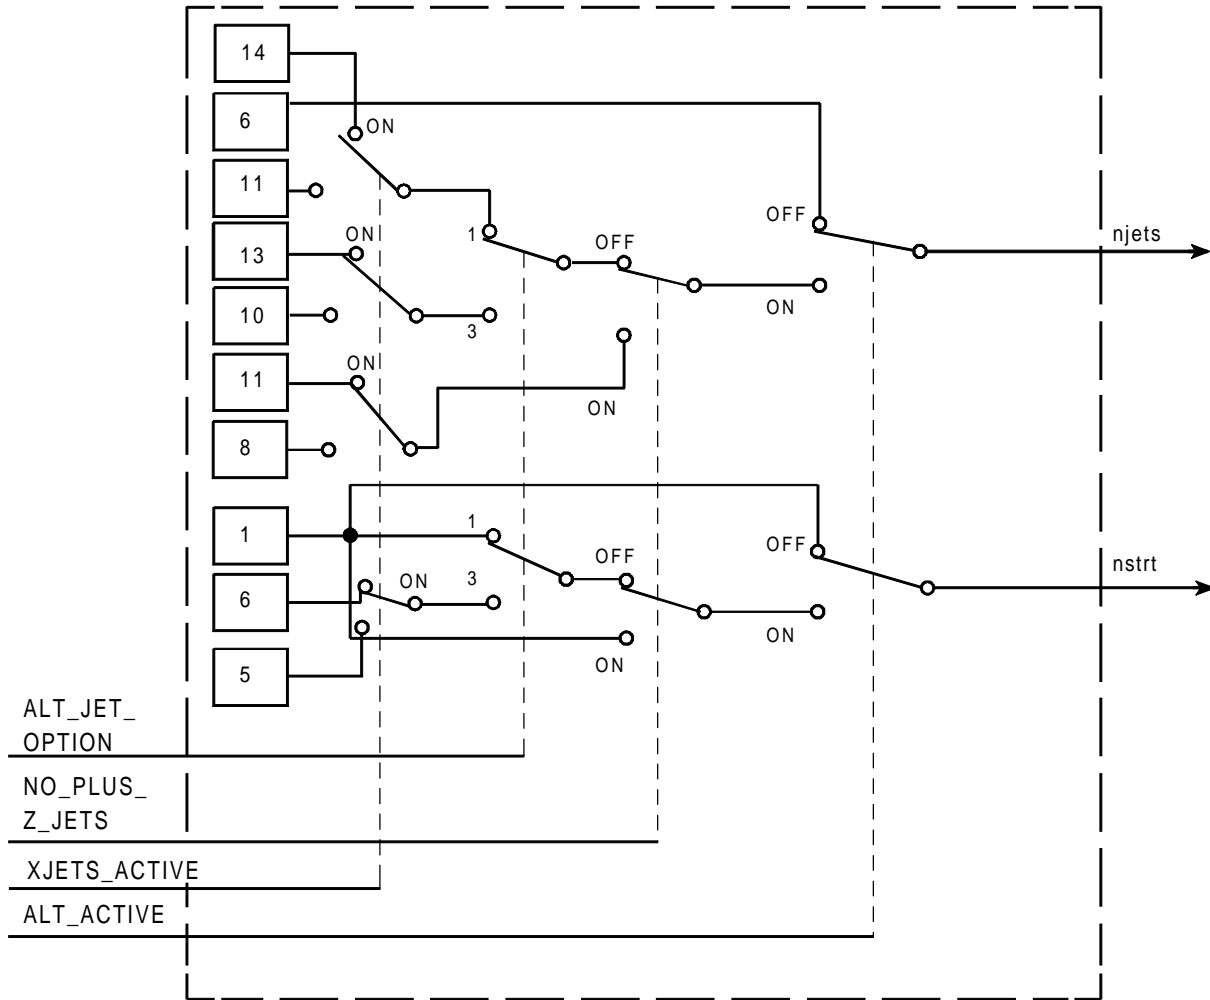 14
6
ON
11
OFF
1
njets
ON
13
OFF
10
3
ON
ON
11
ON
8
1
1
OFF
OFF
nstrt
6
ON
3
ON
ON
5
ALT_JET_
OPTION
NO_PLUS_
Z_JETS
XJETS_ACTIVE
ALT_ACTIVE